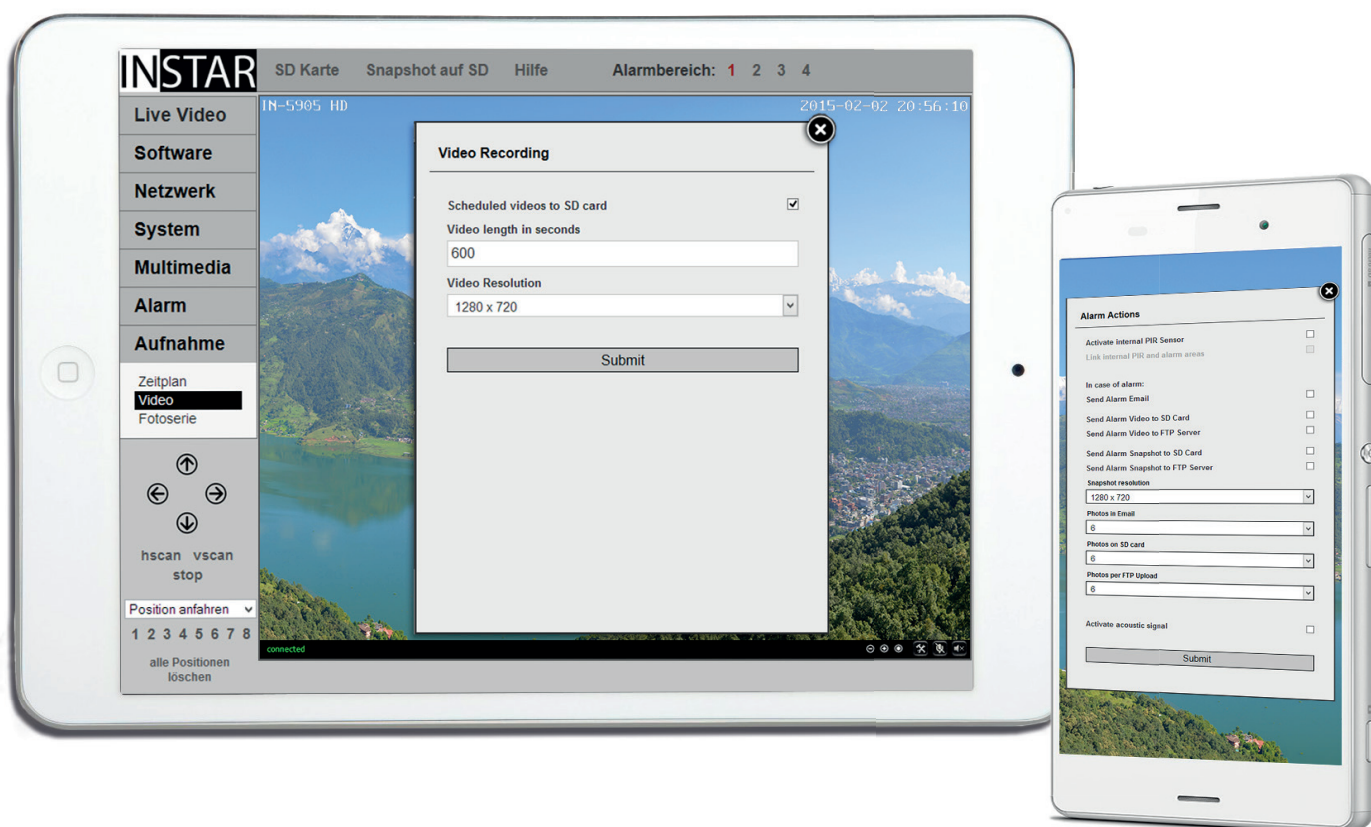 INSTAR
SD Karte Snapshot auf SD Hilfe Alarmbereich: 1 2 3 4
Live Video
Software
Netzwerk
System
Multimedia
Alarm
Aufnahme
Zeitplan
Video
Fotoserie
hscan vscan
stop
Position anfahren
1 2 3 4 5 6 7 8
alle Positionen
löschen
IN-5905 HD 2015-02-02 20:56:10
Video Recording
Scheduled videos to SD card
Video length in seconds
600
Video Resolution
1280 x 720
Submit
connected
Alarm Actions
Activate internal PIR Sensor
Link internal PIR and alarm areas
In case of alarm:
Send Alarm Email
Send Alarm Video to SD Card
Send Alarm Video to FTP Server
Send Alarm Snapshot to SD Card
Send Alarm Snapshot to FTP Server
Snapshot resolution
1280 x 720
Photos in Email
6
Photos on SD card
6
Photos per FTP Upload
6
Activate acoustic signal
Submit